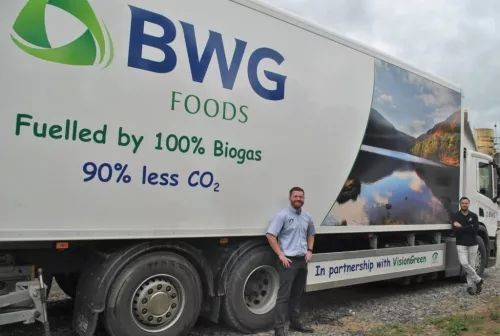 BWG
FOODS
Fuelled by 100% Biogas
90% less CO₂
In partnership with VisionGreen